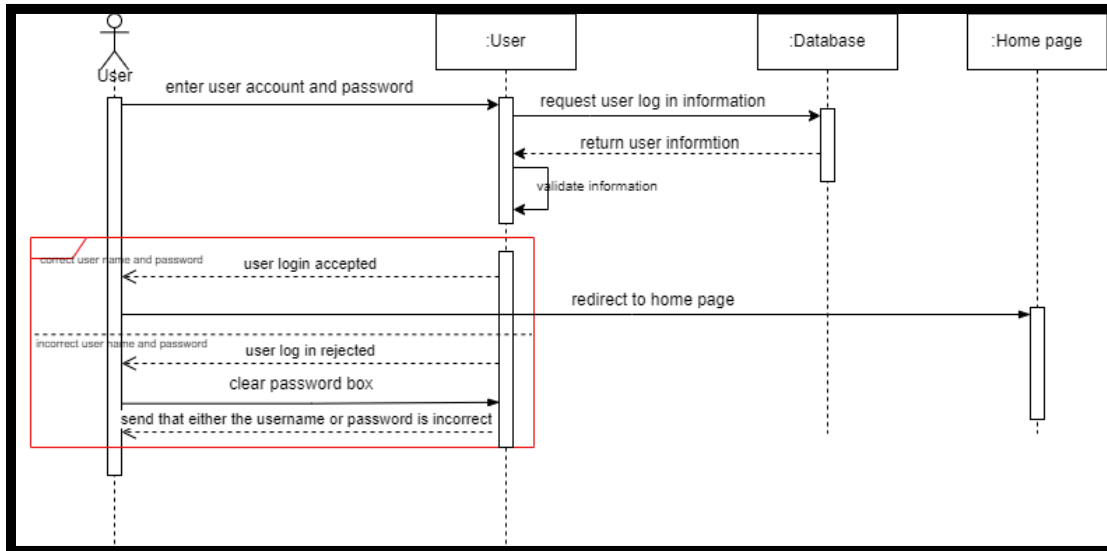 :User
:Database
:Home page
User
enter user account and password
request user log in information
return user informtion
validate information
correct user name and password
user login accepted
redirect to home page
incorrect user name and password
user log in rejected
clear password box
send that either the username or password is incorrect